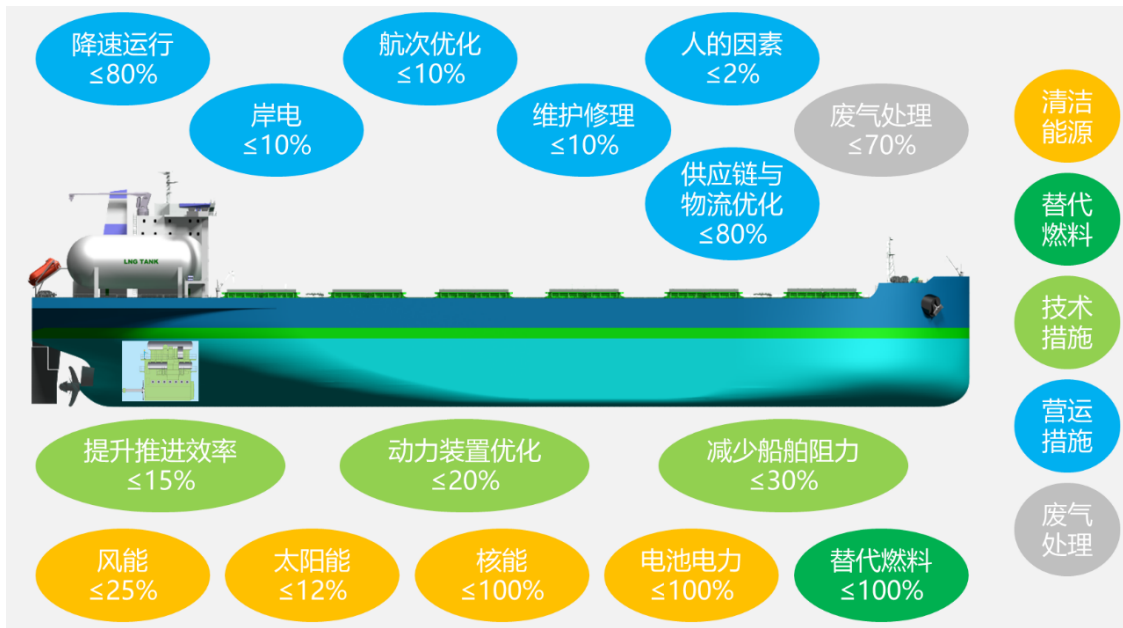 降速运行
≤80%
航次优化
≤10%
人的因素
≤2%
岸电
≤10%
维护修理
≤10%
废气处理
≤70%
供应链与
物流优化
≤80%
LNG TANK
提升推进效率
≤15%
动力装置优化
≤20%
减少船舶阻力
≤30%
风能
≤25%
太阳能
≤12%
核能
≤100%
电池电力
≤100%
替代燃料
≤100%
清洁
能源
替代
燃料
技术
措施
营运
措施
废气
处理